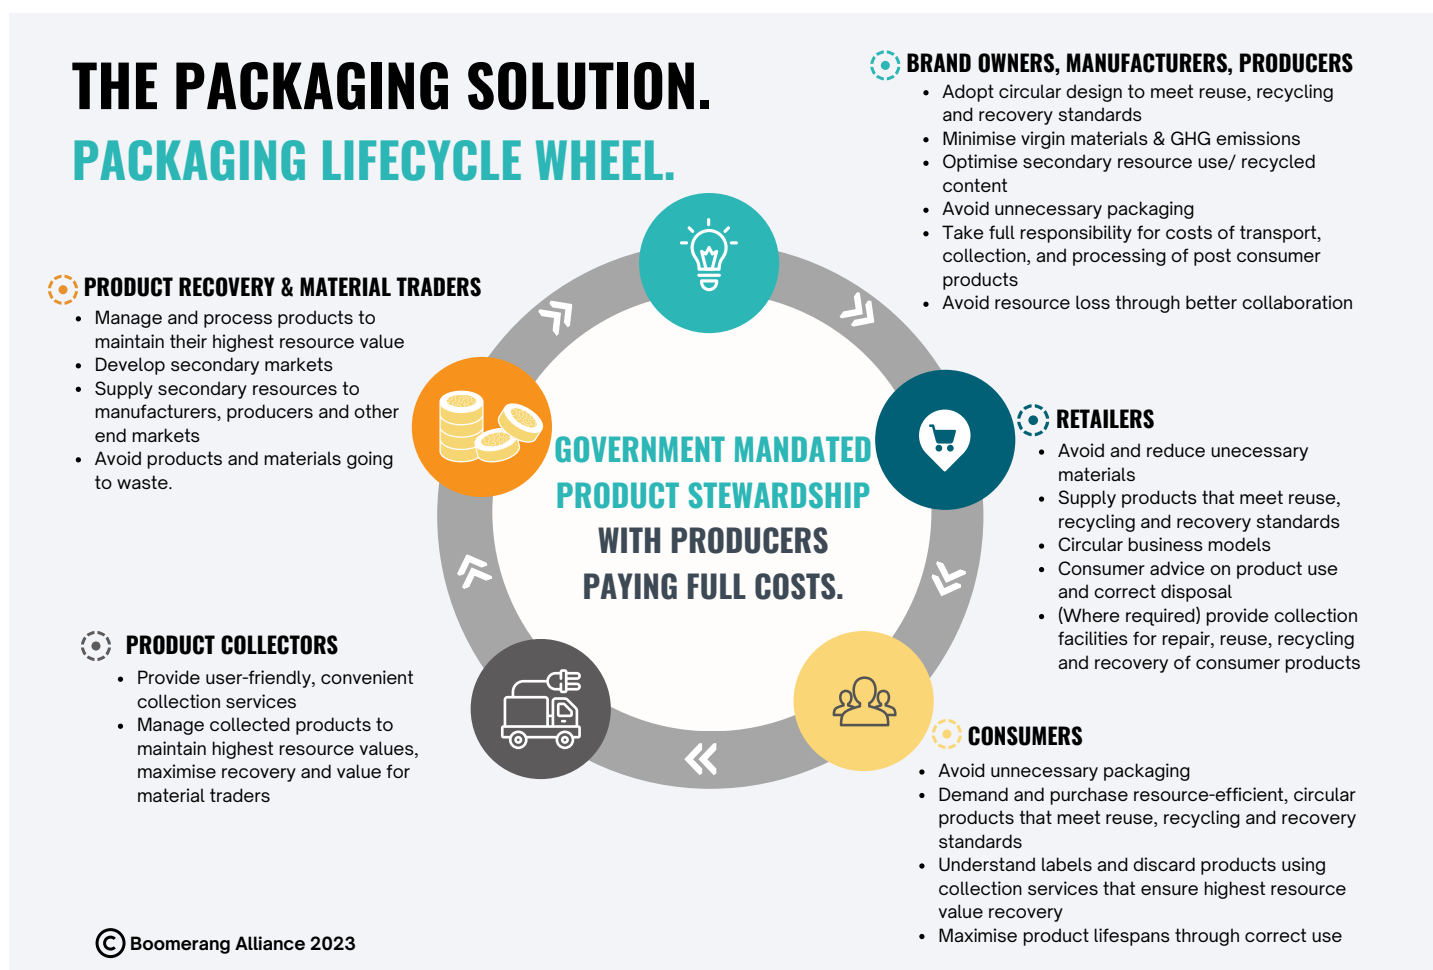 THE PACKAGING SOLUTION.
PACKAGING LIFECYCLE WHEEL.
BRAND OWNERS, MANUFACTURERS, PRODUCERS
• Adopt circular design to meet reuse, recycling
and recovery standards
• Minimise virgin materials & GHG emissions
• Optimise secondary resource use/ recycled
content
• Avoid unnecessary packaging
• Take full responsibility for costs of transport,
collection, and processing of post consumer
products
• Avoid resource loss through better collaboration
RETAILERS
• Avoid and reduce unecessary
materials
• Supply products that meet reuse,
recycling and recovery standards
• Circular business models
• Consumer advice on product use
and correct disposal
• (Where required) provide collection
facilities for repair, reuse, recycling
and recovery of consumer products
CONSUMERS
• Avoid unnecessary packaging
• Demand and purchase resource-efficient, circular
products that meet reuse, recycling and recovery
standards
• Understand labels and discard products using
collection services that ensure highest resource
value recovery
• Maximise product lifespans through correct use
PRODUCT COLLECTORS
• Provide user-friendly, convenient
collection services
• Manage collected products to
maintain highest resource values,
maximise recovery and value for
material traders
PRODUCT RECOVERY & MATERIAL TRADERS
• Manage and process products to
maintain their highest resource value
• Develop secondary markets
• Supply secondary resources to
manufacturers, producers and other
end markets
• Avoid products and materials going
to waste.
GOVERNMENT MANDATED
PRODUCT STEWARDSHIP
WITH PRODUCERS
PAYING FULL COSTS.
© Boomerang Alliance 2023